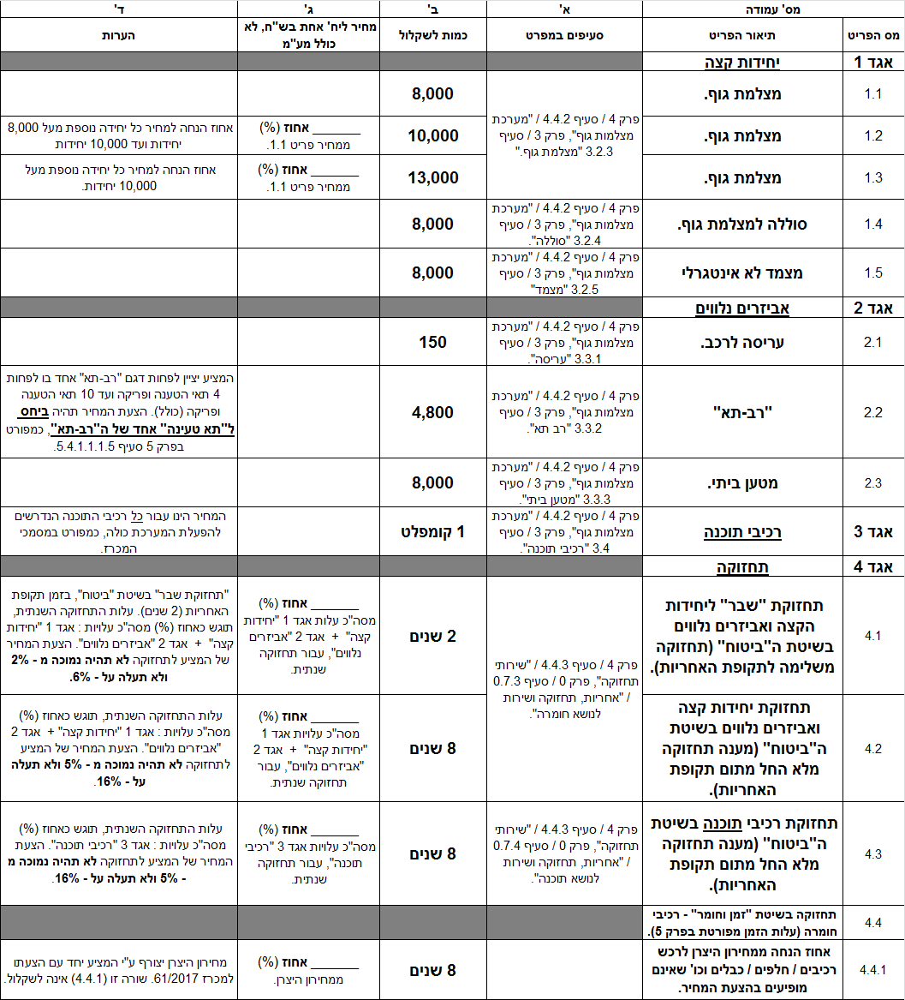 מס' עמודה
א'
ב'
ג'
ד'
מס הפריט
תיאור הפריט
סעיפים במפרט
כמות לשקלול
מחיר ליח' אחת בש"ח, לא
כולל מע"מ
הערות
אגד 1
יחידות קצה
1.1
מצלמת גוף.
פרק 4 / סעיף 4.4.2 / "מערכת
מצלמות גוף", פרק 3 / סעיף
3.2.3 "מצלמת גוף."
8,000
1.2
מצלמת גוף.
10,000
_______ אחוז (%)
ממחיר פריט 1.1.
אחוז הנחה למחיר כל יחידה נוספת מעל 8,000
יחידות ועד 10,000 יחידות
1.3
מצלמת גוף.
13,000
_______ אחוז (%)
ממחיר פריט 1.1.
אחוז הנחה למחיר כל יחידה נוספת מעל
10,000 יחידות.
1.4
סוללה למצלמת גוף.
פרק 4 / סעיף 4.4.2 / "מערכת
מצלמות גוף", פרק 3 / סעיף
3.2.4 "סוללה".
8,000
1.5
מצמד לא אינטגרלי
פרק 4 / סעיף 4.4.2 / "מערכת
מצלמות גוף", פרק 3 / סעיף
3.2.5 "מצמד"
8,000
אגד 2
אביזרים נלווים
2.1
עריסה לרכב.
פרק 4 / סעיף 4.4.2 / "מערכת
מצלמות גוף", פרק 3 / סעיף
3.3.1 "עריסה".
150
2.2
"רב-תא"
פרק 4 / סעיף 4.4.2 / "מערכת
מצלמות גוף", פרק 3 / סעיף
3.3.2 "רב תא".
4,800
המציע יציין לפחות דגם "רב-תא" אחד בו לפחות
4 תאי הטענה ופריקה ועד 10 תאי הטענה
ופריקה (כולל). הצעת המחיר תהיה ביחס
ל"תא טעינה" אחד של ה"רב-תא", כמפורט
בפרק 5 סעיף 5.4.1.1.1.5.
2.3
מטען ביתי.
פרק 4 / סעיף 4.4.2 / "מערכת
מצלמות גוף", פרק 3 / סעיף
3.3.3 "מטען ביתי".
8,000
אגד 3
רכיבי תוכנה
פרק 4 / סעיף 4.4.2 / "מערכת
מצלמות גוף", פרק 3 / סעיף
3.4 "רכיבי תוכנה".
1 קומפלט
המחיר הינו עבור כל רכיבי התוכנה הנדרשים
להפעלת המערכת כולה, כמפורט במסמכי
המכרז.
אגד 4
תחזוקה
4.1
תחזוקת "שבר" ליחידות
הקצה ואביזרים נלווים
בשיטת ה"ביטוח" (תחזוקה
משלימה לתקופת האחריות).
פרק 4 / סעיף 4.4.3 / "שירותי
תחזוקה", פרק 0 / סעיף 0.7.3
/ "אחריות, תחזוקה ושירות
לנושא חומרה".
2 שנים
_______ אחוז (%)
מסה"כ עלות אגד 1 "יחידות
קצה" + אגד 2 "אביזרים
נלווים", עבור תחזוקה
שנתית.
"תחזוקת שבר" בשיטת "ביטוח", בזמן תקופת
האחריות (2 שנים). עלות התחזוקה השנתית,
תוגש כאחוז (%) מסה"כ עלויות : אגד 1 "יחידות
קצה" + אגד 2 "אביזרים נלווים". הצעת המחיר
של המציע לתחזוקה לא תהיה נמוכה מ - 2%
ולא תעלה על - 6%.
4.2
תחזוקת יחידות קצה
ואביזרים נלווים בשיטת
ה"ביטוח" (מענה תחזוקה
מלא החל מתום תקופת
האחריות).
8 שנים
_______ אחוז (%)
מסה"כ עלויות אגד 1
"יחידות קצה" + אגד 2
"אביזרים נלווים", עבור
תחזוקה שנתית.
עלות התחזוקה השנתית, תוגש כאחוז (%)
מסה"כ עלויות : אגד 1 "יחידות קצה" + אגד 2
"אביזרים נלווים". הצעת המחיר של המציע
לתחזוקה לא תהיה נמוכה מ - 5% ולא תעלה
על - 16%.
4.3
תחזוקת רכיבי תוכנה בשיטת
ה"ביטוח" (מענה תחזוקה
מלא החל מתום תקופת
האחריות).
פרק 4 / סעיף 4.4.3 / "שירותי
תחזוקה", פרק 0 / סעיף 0.7.4
/ "אחריות, תחזוקה ושירות
לנושא תוכנה".
8 שנים
_______ אחוז (%)
מסה"כ עלויות אגד 3 "רכיבי
תוכנה", עבור תחזוקה
שנתית.
עלות התחזוקה השנתית, תוגש כאחוז (%)
מסה"כ עלויות : אגד 3 "רכיבי תוכנה". הצעת
המחיר של המציע לתחזוקה לא תהיה נמוכה מ
- 5% ולא תעלה על - 16%.
4.4
תחזוקה בשיטת "זמן וחומר" - רכיבי
חומרה (עלות הזמן מפורטת בפרק 5).
4.4.1
אחוז הנחה ממחירון היצרן לרכש
רכיבים / חלפים / כבלים וכו' שאינם
מופיעים בהצעת המחיר.
8 שנים
_______ אחוז (%)
ממחירון היצרן.
מחירון היצרן יצורף ע"י המציע יחד עם הצעתו
למכרז 61/2017. שורה זו (4.4.1) אינה לשקלול.